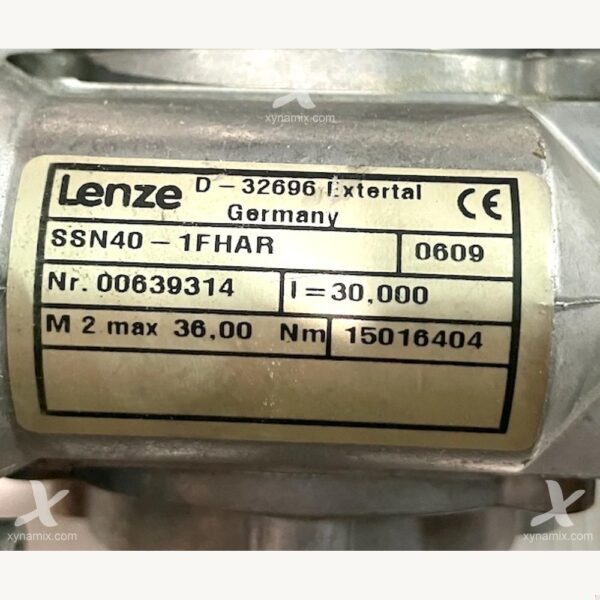 X
xynamix.com
Lenze D-32696 Extertal
Germany CE
SSN40-1FHAR 0609
Nr. 00639314 I=30,000
M 2 max 36,00 Nm 15016404
X
xynamix.com
X
xynamix.com